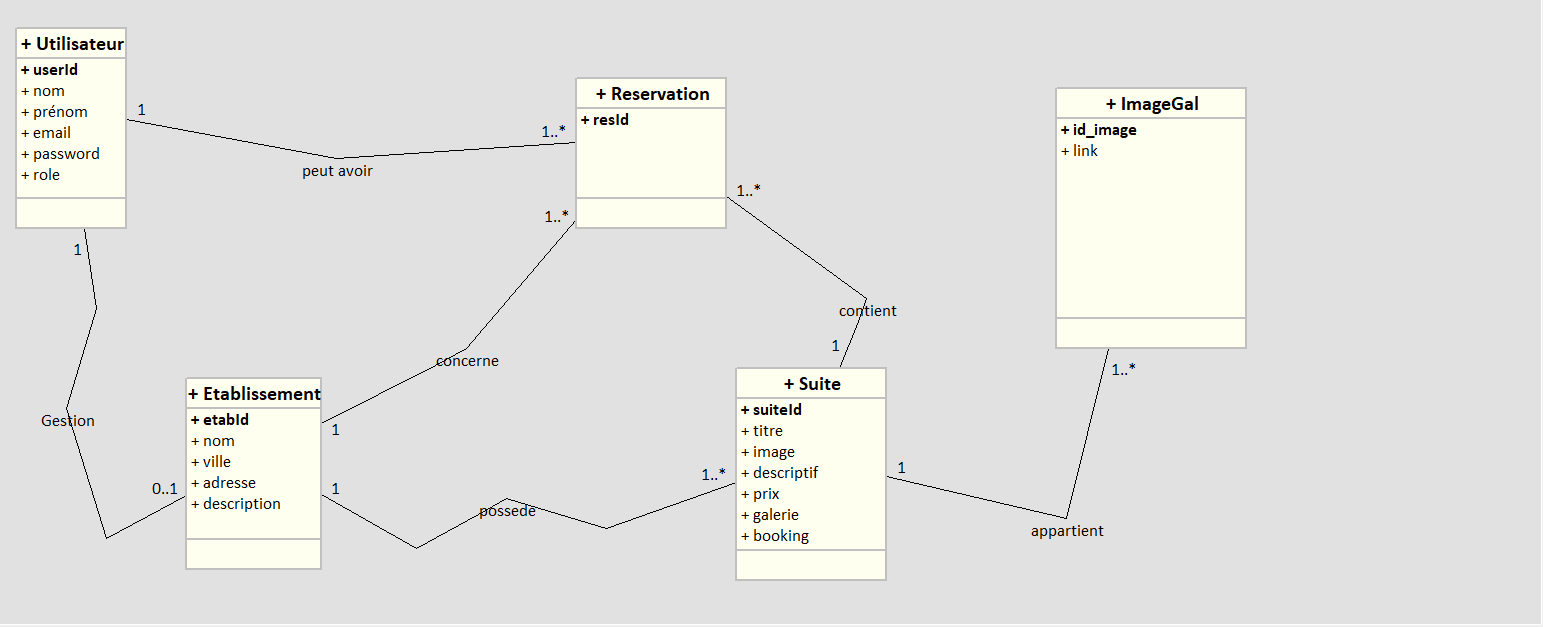 + Utilisateur
+ userId
+ nom
+ prénom
+ email
+ password
+ role
1
1..*
peut avoir
+ Reservation
+ resId
1..*
1..*
+ ImageGal
+ id_image
+ link
1
Gestion
0..1
concerne
1
contient
1
+ Etablissement
+ etabId
+ nom
+ ville
+ adresse
+ description
1
possede
1..*
+ Suite
+ suiteId
+ titre
+ image
+ descriptif
+ prix
+ galerie
+ booking
1
appartient
1..*